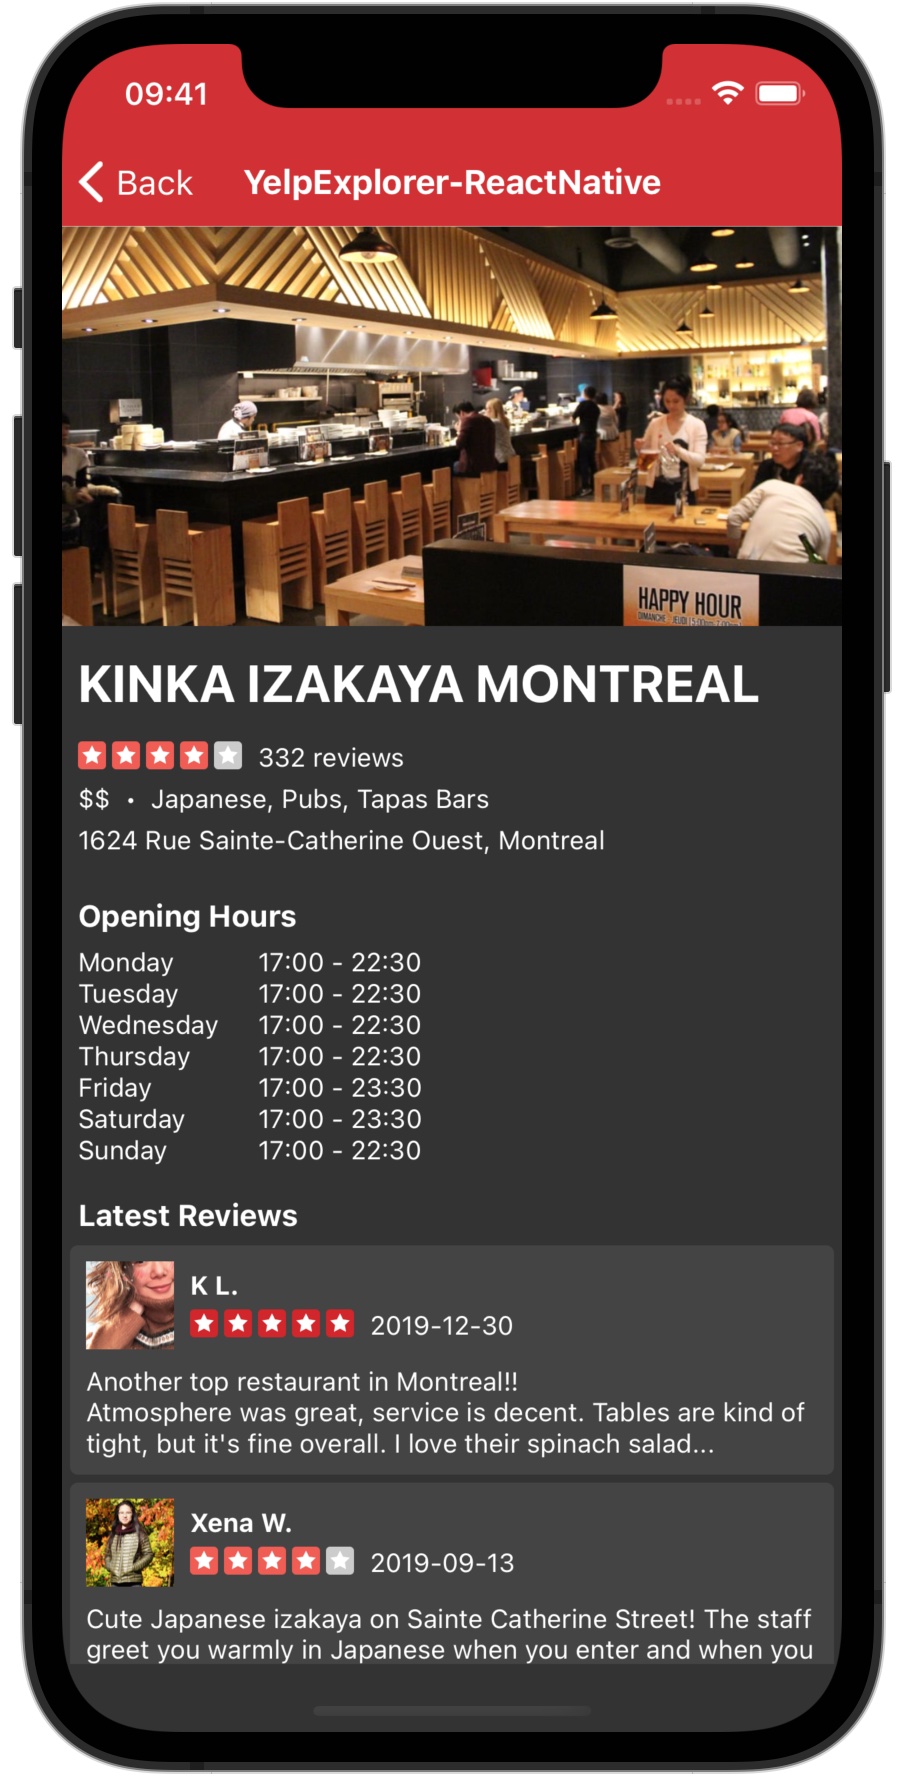 09:41
Back YelpExplorer-ReactNative
HAPPY HOUR
KINKA IZAKAYA MONTREAL
332 reviews
$$ • Japanese, Pubs, Tapas Bars
1624 Rue Sainte-Catherine Ouest, Montreal
Opening Hours
Monday 17:00 - 22:30
Tuesday 17:00 - 22:30
Wednesday 17:00 - 22:30
Thursday 17:00 - 22:30
Friday 17:00 - 23:30
Saturday 17:00 - 23:30
Sunday 17:00 - 22:30
Latest Reviews
K L.
2019-12-30
Another top restaurant in Montreal!!
Atmosphere was great, service is decent. Tables are kind of
tight, but it's fine overall. I love their spinach salad...
Xena W.
2019-09-13
Cute Japanese izakaya on Sainte Catherine Street! The staff
greet you warmly in Japanese when you enter and when you